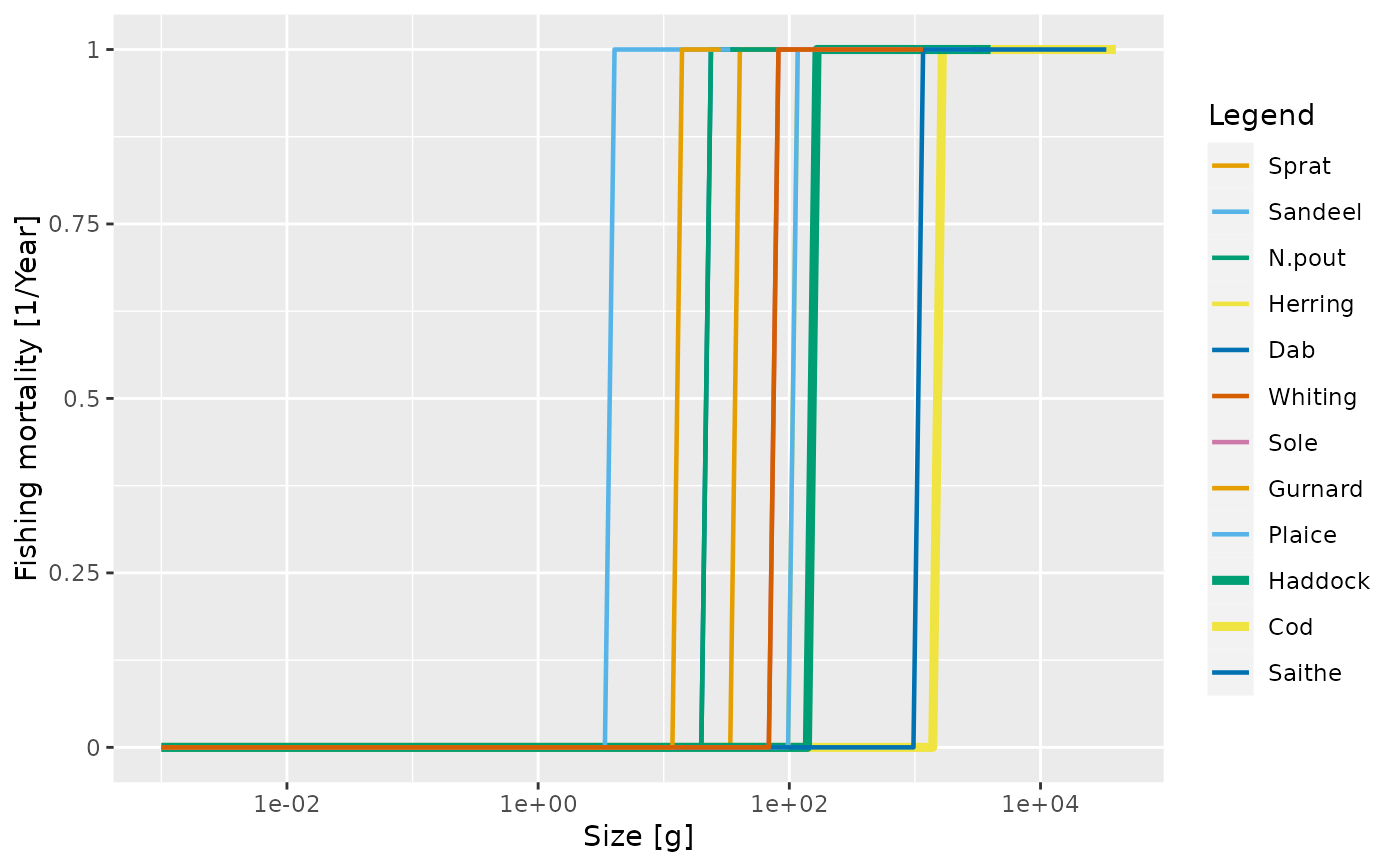 1
0.75
0.5
0.25
0
Fishing mortality [1/Year]
1e-02
1e+00
1e+02
1e+04
Size [g]
Legend
Sprat
Sandeel
N.pout
Herring
Dab
Whiting
Sole
Gurnard
Plaice
Haddock
Cod
Saithe